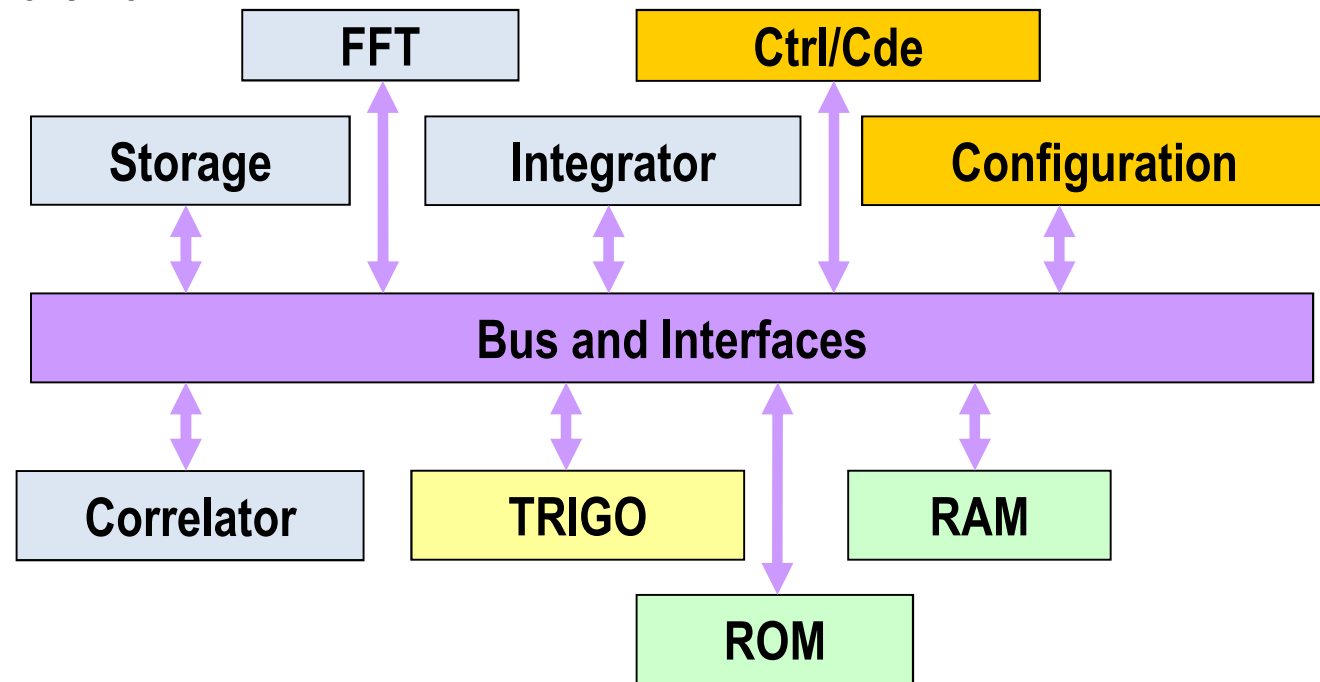 FFT
Ctrl/Cde
Storage
Integrator
Configuration
Bus and Interfaces
Correlator
TRIGO
RAM
ROM